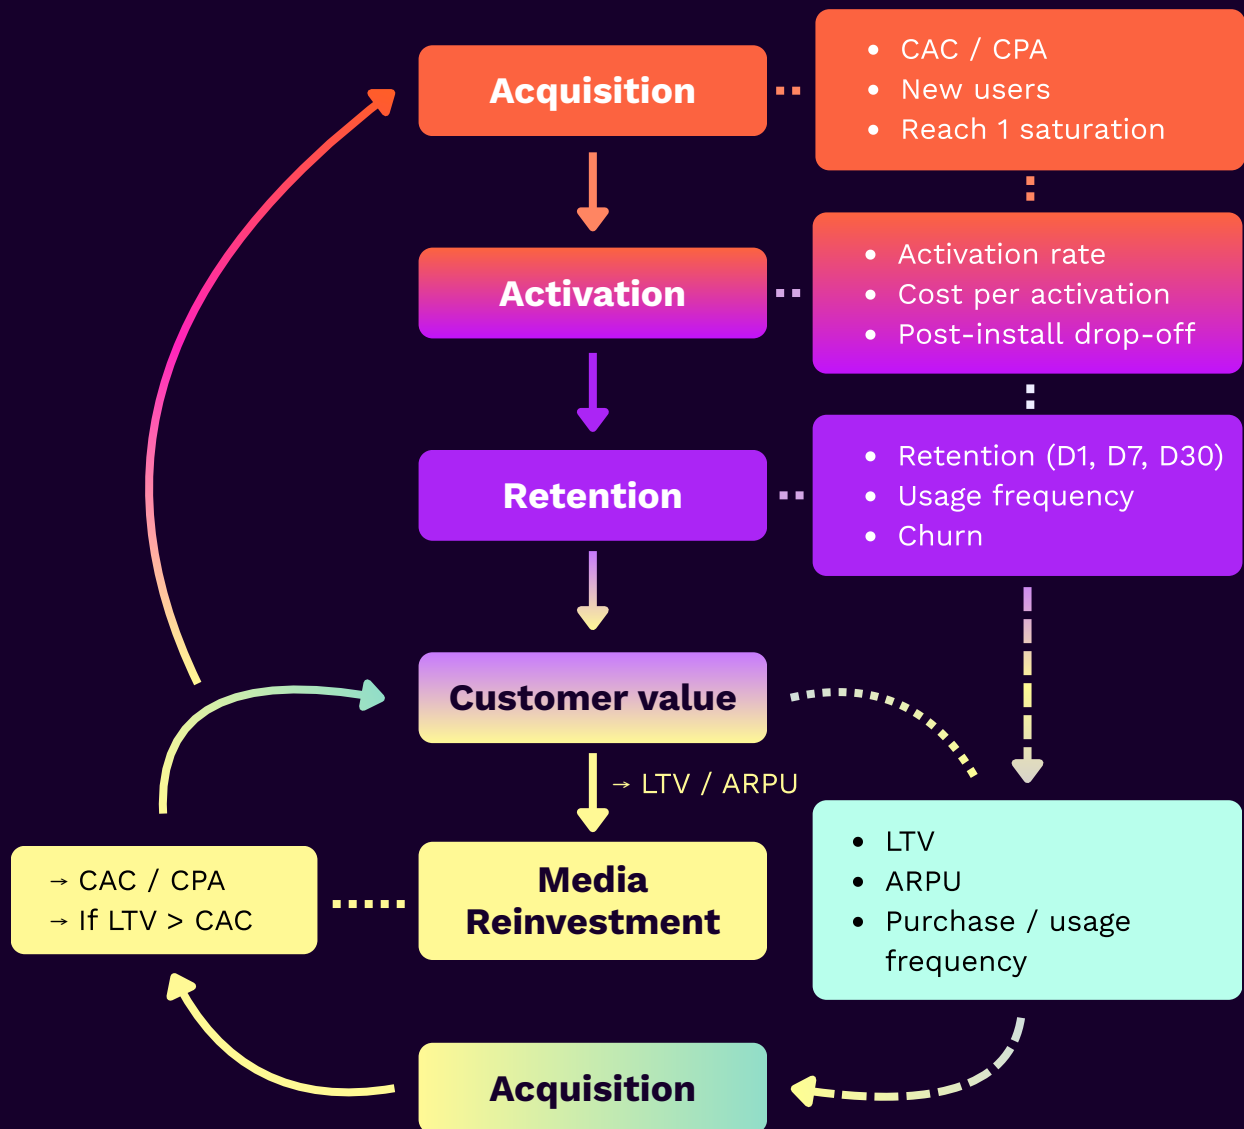 Acquisition
• CAC / CPA
• New users
• Reach 1 saturation
Activation
• Activation rate
• Cost per activation
• Post-install drop-off
Retention
• Retention (D1, D7, D30)
• Usage frequency
• Churn
Customer value
→ LTV / ARPU
→ CAC / CPA
→ If LTV > CAC
Media
Reinvestment
• LTV
• ARPU
• Purchase / usage
frequency
Acquisition